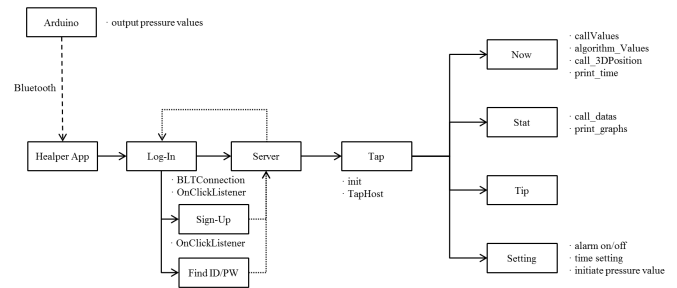 Arduino
· output pressure values
Bluetooth
Healper App
Log-In
Server
Tap
· BLTConnection
· OnClickListener
· init
· TapHost
Sign-Up
· OnClickListener
Find ID/PW
Now
· callValues
· algorithm_Values
· call_3DPosition
· print_time
Stat
· call_datas
· print_graphs
Tip
Setting
· alarm on/off
· time setting
· initiate pressure value